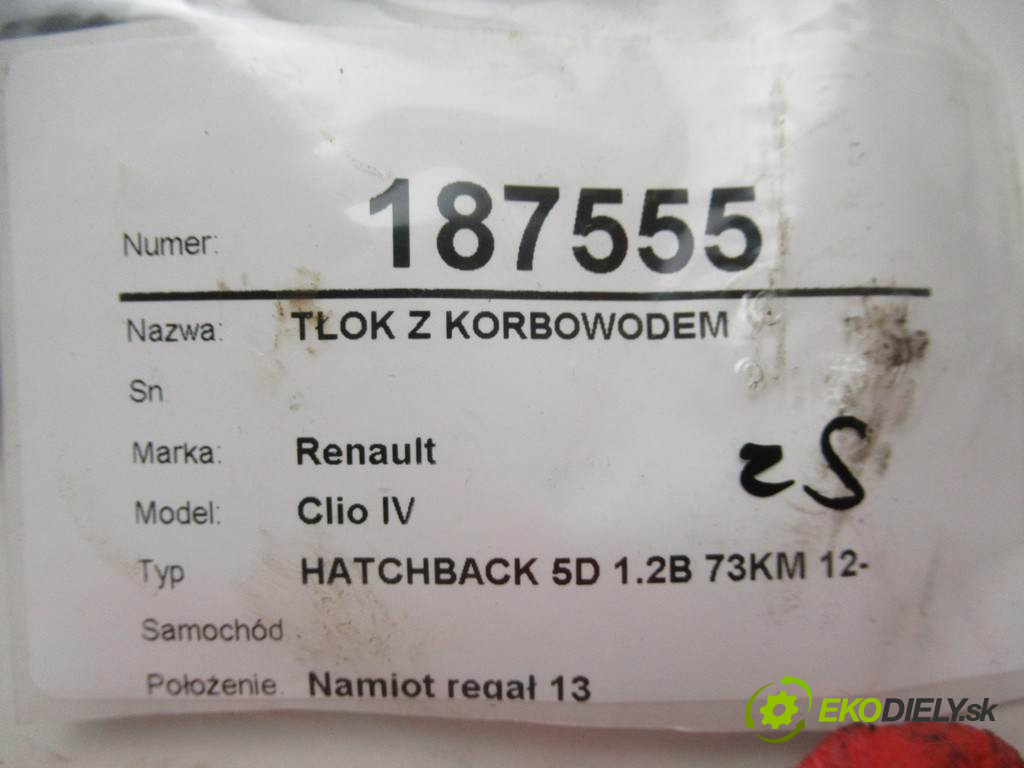 Numer: 187555
Nazwa: TŁOK Z KORBOWODEM
Sn
Marka: Renault
Model: Clio IV
Typ HATCHBACK 5D 1.2B 73KM 12-
Samochód
Położenie. Namiot regał 13
EKODIELY.sk